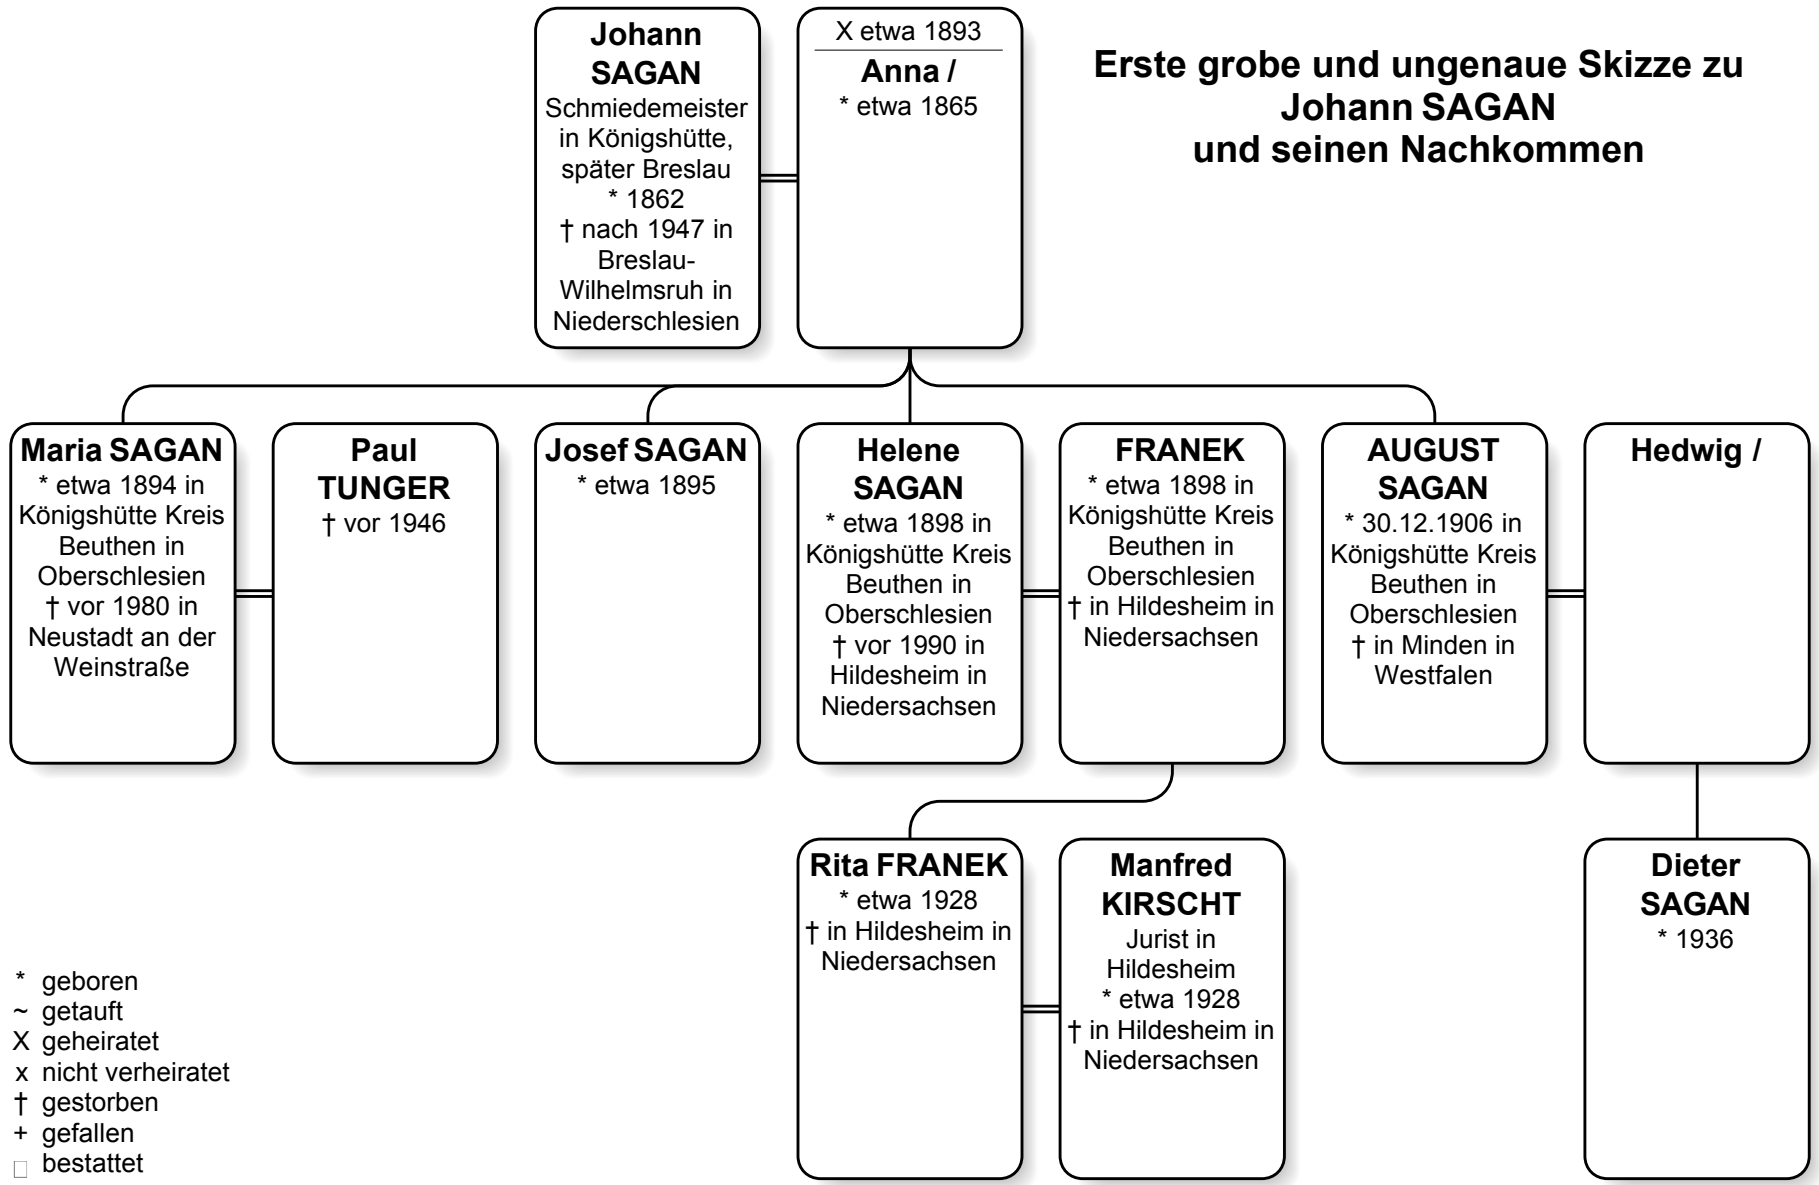 Johann
SAGAN
Schmiedemeister
in Königshütte,
später Breslau
* 1862
† nach 1947 in
Breslau-
Wilhelmsruh in
Niederschlesien
X etwa 1893
Anna /
* etwa 1865
Erste grobe und ungenaue Skizze zu
Johann SAGAN
und seinen Nachkommen
Maria SAGAN
* etwa 1894 in
Königshütte Kreis
Beuthen in
Oberschlesien
† vor 1980 in
Neustadt an der
Weinstraße
Paul
TUNGER
† vor 1946
Josef SAGAN
* etwa 1895
Helene
SAGAN
* etwa 1898 in
Königshütte Kreis
Beuthen in
Oberschlesien
† vor 1990 in
Hildesheim in
Niedersachsen
FRANEK
* etwa 1898 in
Königshütte Kreis
Beuthen in
Oberschlesien
† in Hildesheim in
Niedersachsen
AUGUST
SAGAN
* 30.12.1906 in
Königshütte Kreis
Beuthen in
Oberschlesien
† in Minden in
Westfalen
Hedwig /
Rita FRANEK
* etwa 1928
† in Hildesheim in
Niedersachsen
Manfred
KIRSCHT
Jurist in
Hildesheim
* etwa 1928
† in Hildesheim in
Niedersachsen
Dieter
SAGAN
* 1936
* geboren
~ getauft
X geheiratet
x nicht verheiratet
† gestorben
+ gefallen
□ bestattet